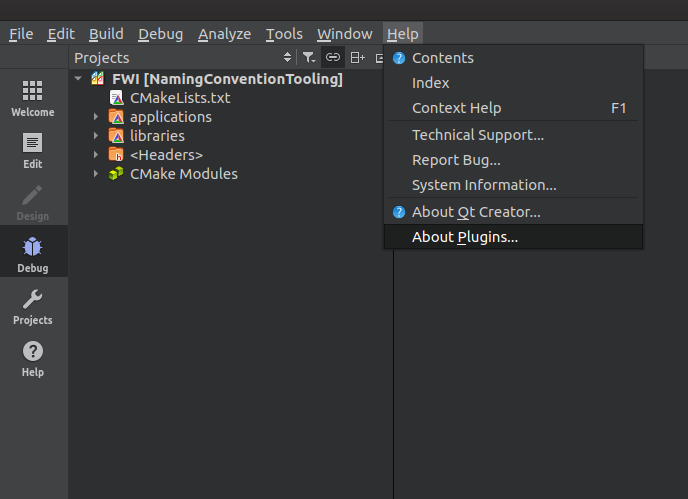 File Edit Build Debug Analyze Tools Window Help
Projects
Contents
Index
Context Help F1
Technical Support...
Report Bug...
System Information...
About Qt Creator...
About Plugins...
FWI [NamingConventionTooling]
CMakeLists.txt
applications
libraries
<Headers>
CMake Modules
Welcome
Edit
Design
Debug
Projects
Help